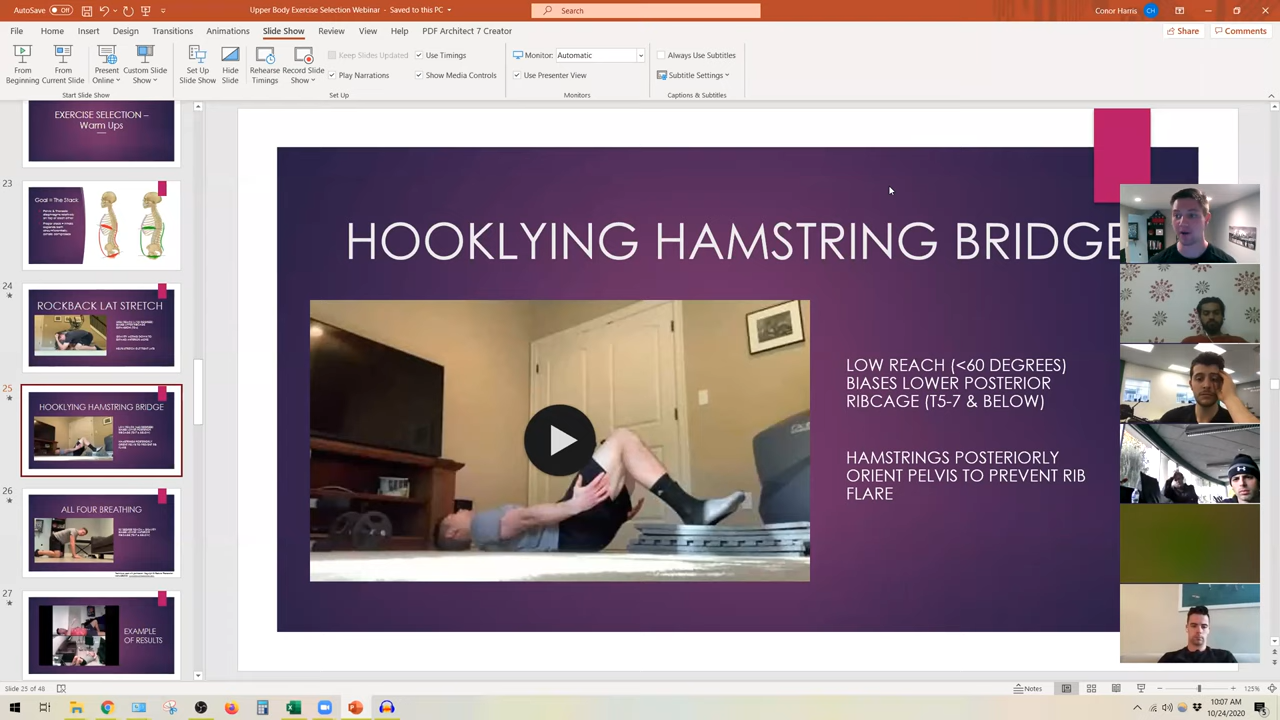 AutoSave
Off
Upper Body Exercise Selection Webinar - Saved to this PC
Search
Conor Harris
CH
File
Home
Insert
Design
Transitions
Animations
Slide Show
Review
View
Help
PDF Architect 7 Creator
Share
Comments
From Beginning
From Current Slide
Present Online
Custom Slide Show
Set Up Slide Show
Hide Slide
Rehearse Timings
Record Slide Show
Keep Slides Updated
Use Timings
Play Narrations
Show Media Controls
Monitor:
Automatic
Use Presenter View
Always Use Subtitles
Subtitle Settings
Start Slide Show
Set Up
Monitors
Captions & Subtitles
EXERCISE SELECTION –
Warm Ups
23
Goal = The Stack
24
ROCKBACK LAT STRETCH
25
HOOKLYING HAMSTRING BRIDGE
26
ALL FOUR BREATHING
27
EXAMPLE
OF RESULTS
HOOKLYING HAMSTRING BRIDGE
LOW REACH (<60 DEGREES)
BIASES LOWER POSTERIOR
RIBCAGE (T5-7 & BELOW)
HAMSTRINGS POSTERIORLY
ORIENT PELVIS TO PREVENT RIB
FLARE
Slide 25 of 48
Notes
125%
10:07 AM
10/24/2020
5